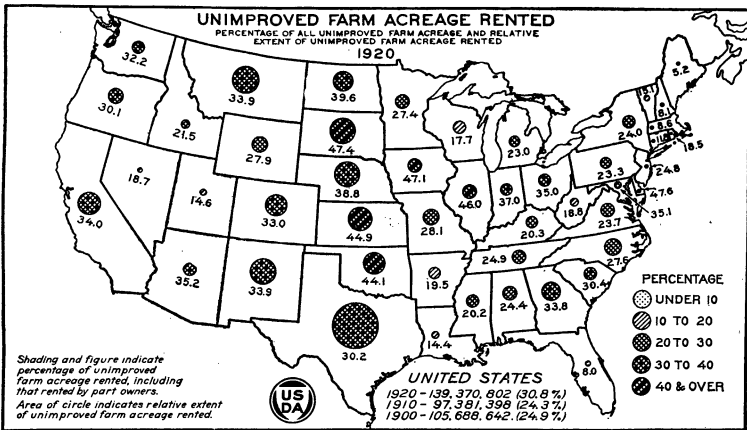 UNIMPROVED FARM ACREAGE RENTED
PERCENTAGE OF ALL UNIMPROVED FARM ACREAGE AND RELATIVE
EXTENT OF UNIMPROVED FARM ACREAGE RENTED
1920
32.2
33.9
39.6
27.4
5.2
15.1
8.1
8.6
30.1
21.5
27.9
47.4
17.7
23.0
24.0
18.5
18.7
14.6
38.8
47.1
23.3
24.8
34.0
33.0
44.9
28.1
46.0
37.0
35.0
18.8
47.6
35.1
20.3
23.7
35.2
33.9
44.1
19.5
24.9
27.6
30.2
20.2
24.4
33.8
30.4
14.4
8.0
PERCENTAGE
UNDER 10
10 TO 20
20 TO 30
30 TO 40
40 & OVER
Shading and figure indicate
percentage of unimproved
farm acreage rented, including
that rented by part owners.
Area of circle indicates relative extent
of unimproved farm acreage rented.
US
DA
UNITED STATES
1920-139,370,802 (30.8%)
1910-97,381,398 (24.3%)
1900-105,688,642.(24.9%)